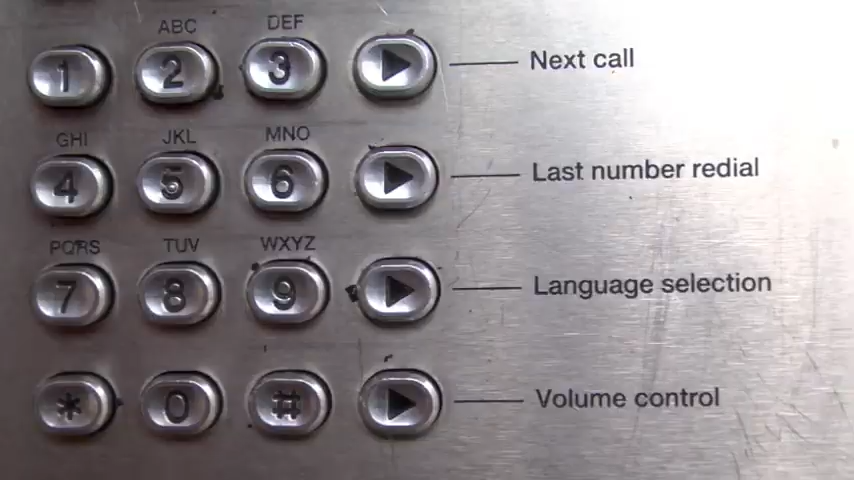 ABC DEF
1 2 3 Next call
GHI JKL MNO
4 5 6 Last number redial
PQRS TUV WXYZ
7 8 9 Language selection
* 0 # Volume control